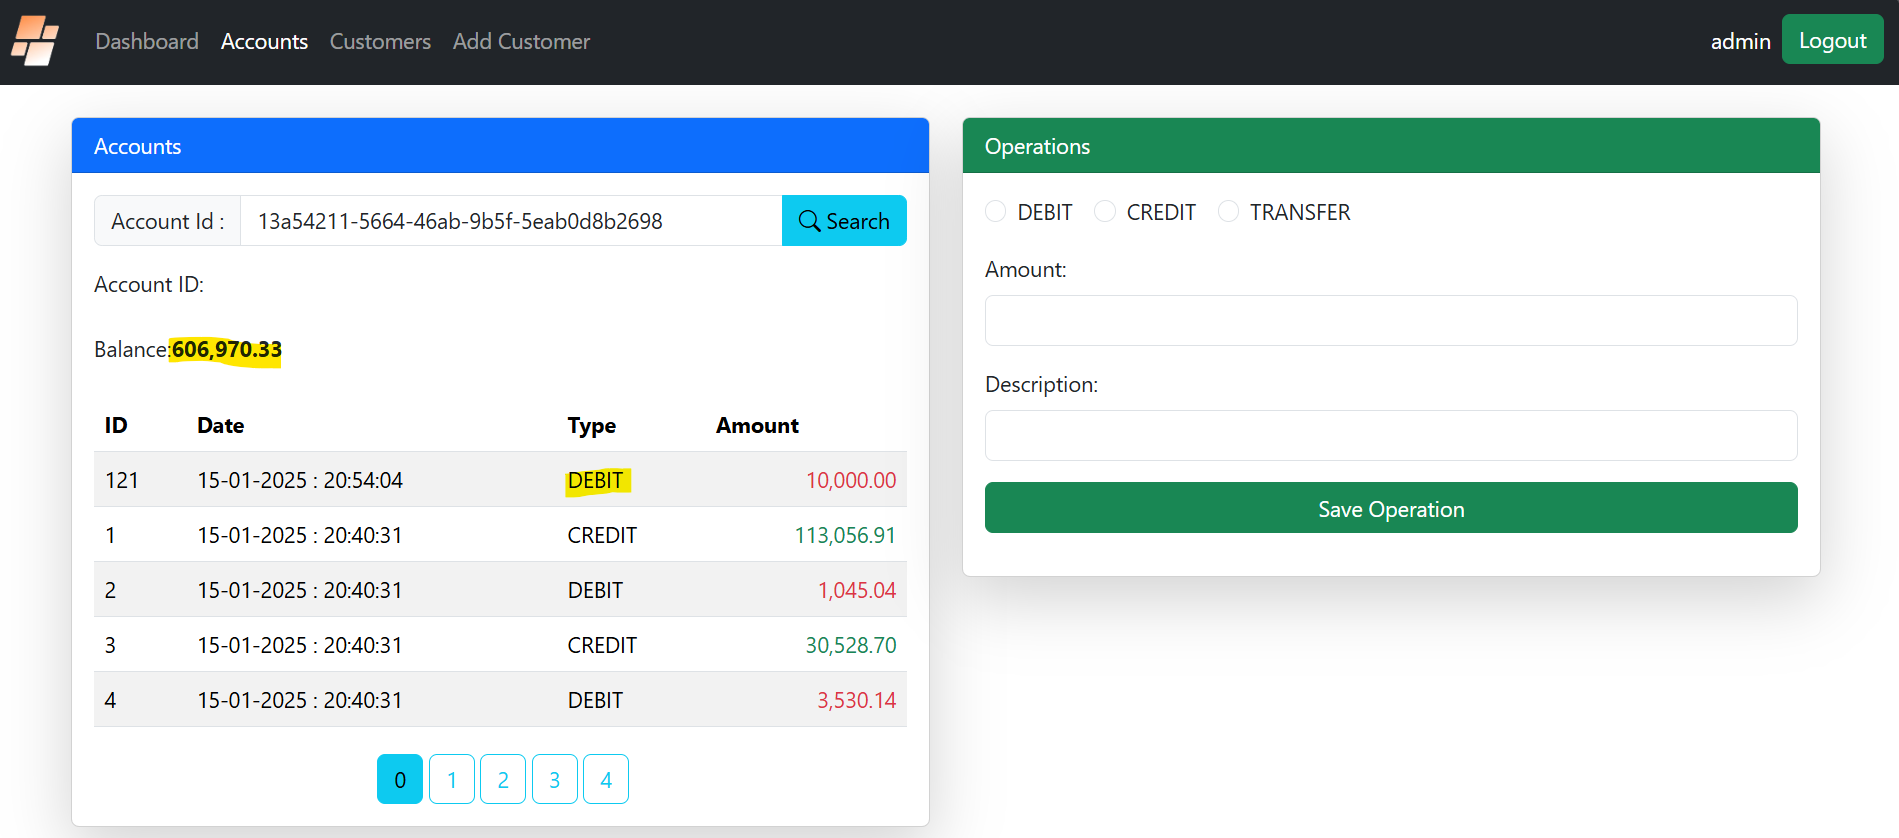 Dashboard Accounts Customers Add Customer admin Logout
Accounts
Account Id : 13a54211-5664-46ab-9b5f-5eab0d8b2698 Search
Account ID:
Balance:606,970.33
ID Date Type Amount
121 15-01-2025 : 20:54:04 DEBIT 10,000.00
1 15-01-2025 : 20:40:31 CREDIT 113,056.91
2 15-01-2025 : 20:40:31 DEBIT 1,045.04
3 15-01-2025 : 20:40:31 CREDIT 30,528.70
4 15-01-2025 : 20:40:31 DEBIT 3,530.14
0 1 2 3 4
Operations
DEBIT CREDIT TRANSFER
Amount:
Description:
Save Operation